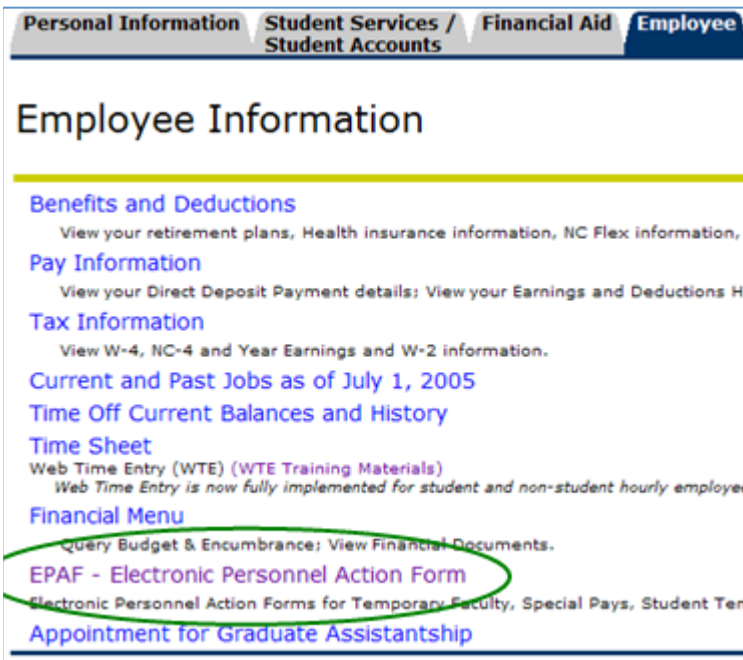 Personal Information Student Services / Financial Aid Employee
Student Accounts
Employee Information
Benefits and Deductions
View your retirement plans, Health insurance information, NC Flex information,
Pay Information
View your Direct Deposit Payment details; View your Earnings and Deductions H
Tax Information
View W-4, NC-4 and Year Earnings and W-2 information.
Current and Past Jobs as of July 1, 2005
Time Off Current Balances and History
Time Sheet
Web Time Entry (WTE) (WTE Training Materials)
Web Time Entry is now fully implemented for student and non-student hourly employee
Financial Menu
Query Budget & Encumbrance; View Financial Documents.
EPAF - Electronic Personnel Action Form
Electronic Personnel Action Forms for Temporary Faculty, Special Pays, Student Tem
Appointment for Graduate Assistantship